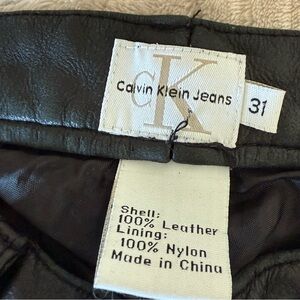 CK
Calvin Klein Jeans
31
Shell:
100% Leather
Lining:
100% Nylon
Made in China